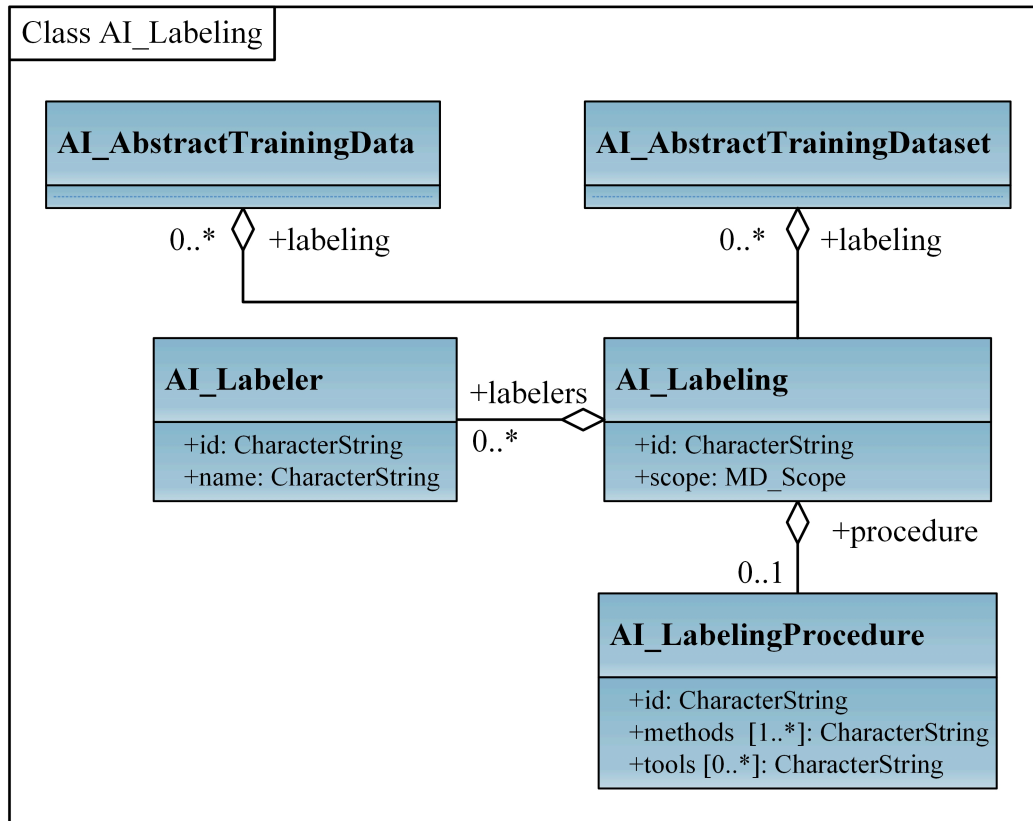 Class AI_Labeling
AI_AbstractTrainingData
AI_AbstractTrainingDataset
0..*
+labeling
0..*
+labeling
AI_Labeler
+id: CharacterString
+name: CharacterString
+labelers
0..*
AI_Labeling
+id: CharacterString
+scope: MD_Scope
+procedure
0..1
AI_LabelingProcedure
+id: CharacterString
+methods [1..*]: CharacterString
+tools [0..*]: CharacterString